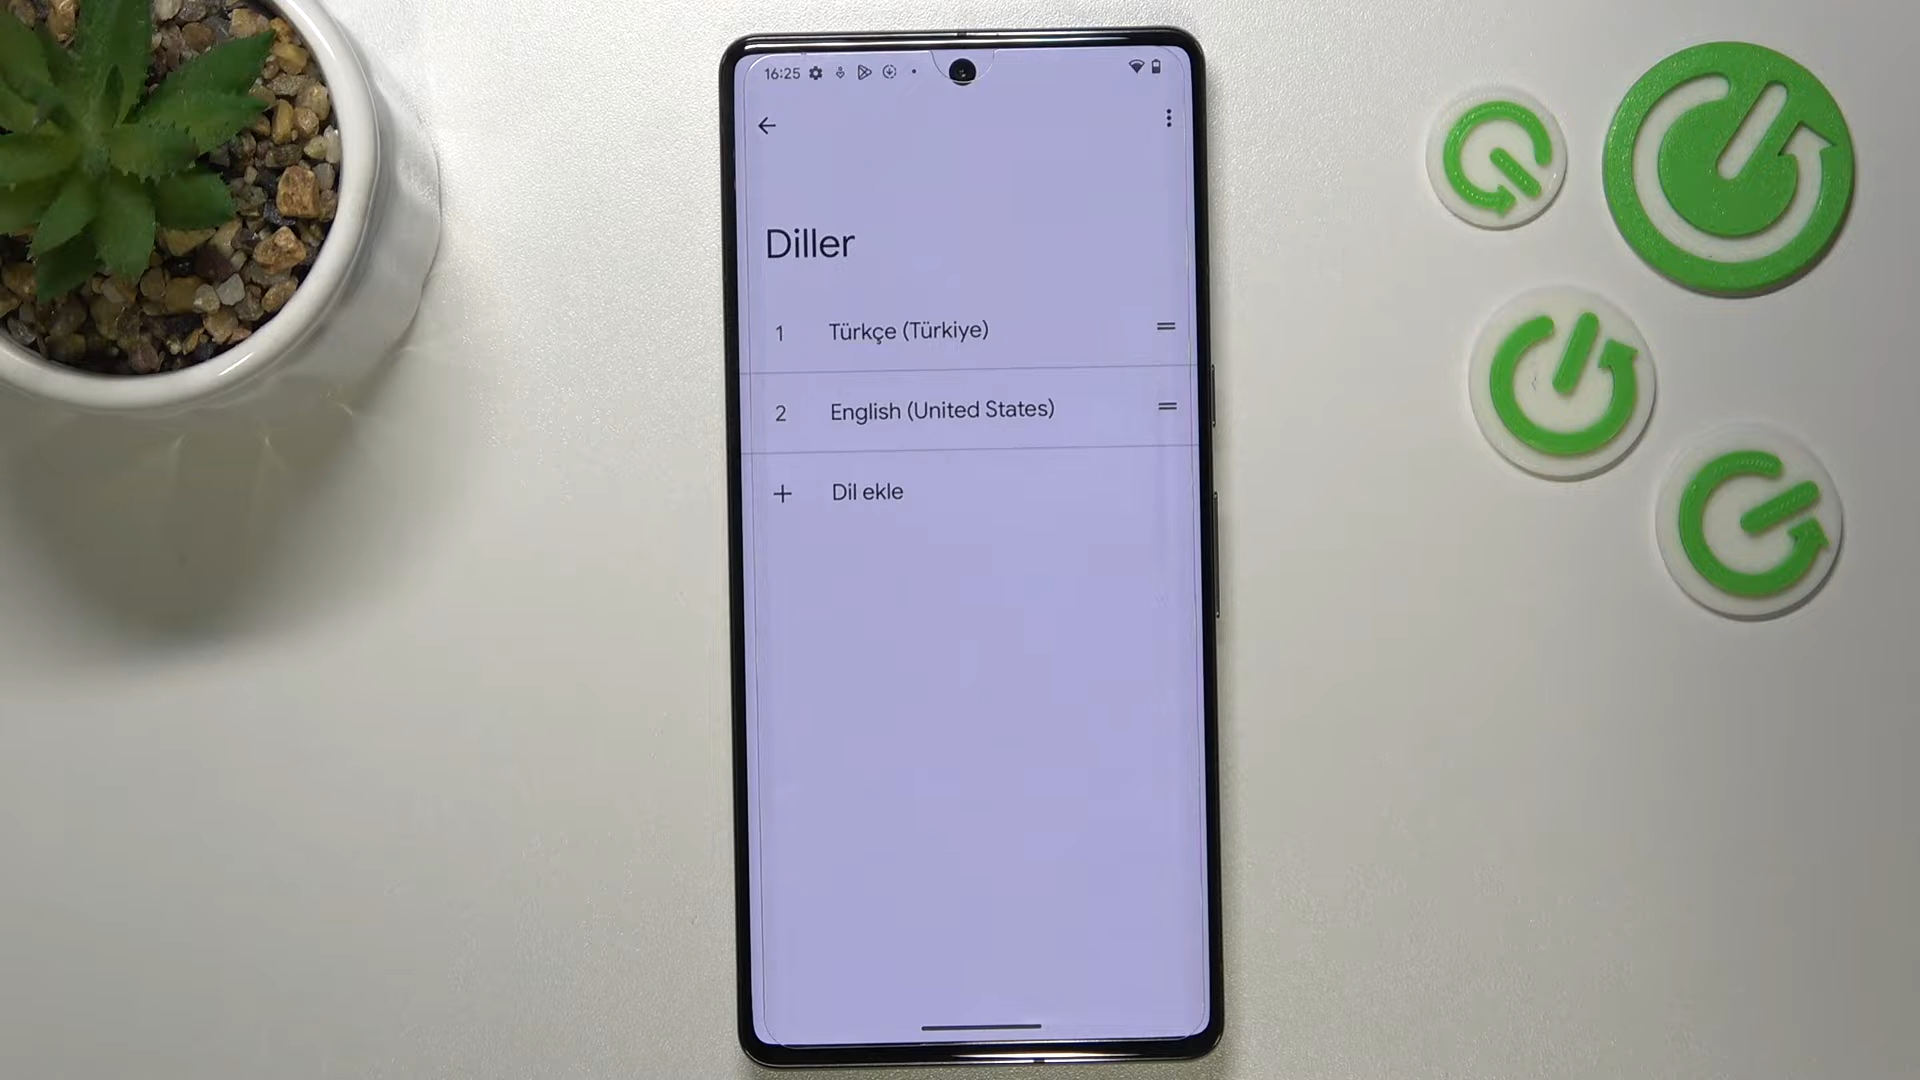 16:25
Diller
1 Türkçe (Türkiye)
2 English (United States)
+ Dil ekle